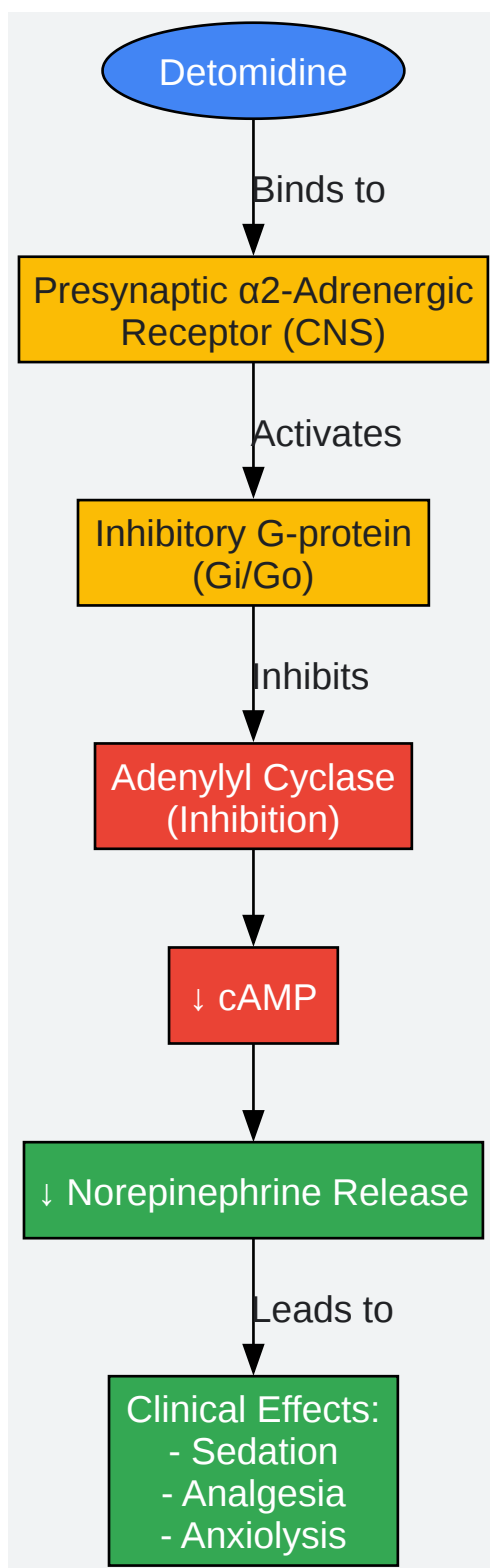 Detomidine
Binds to
Presynaptic α2-Adrenergic
Receptor (CNS)
Activates
Inhibitory G-protein
(Gi/Go)
Inhibits
Adenylyl Cyclase
(Inhibition)
↓ cAMP
↓ Norepinephrine Release
Leads to
Clinical Effects:
- Sedation
- Analgesia
- Anxiolysis